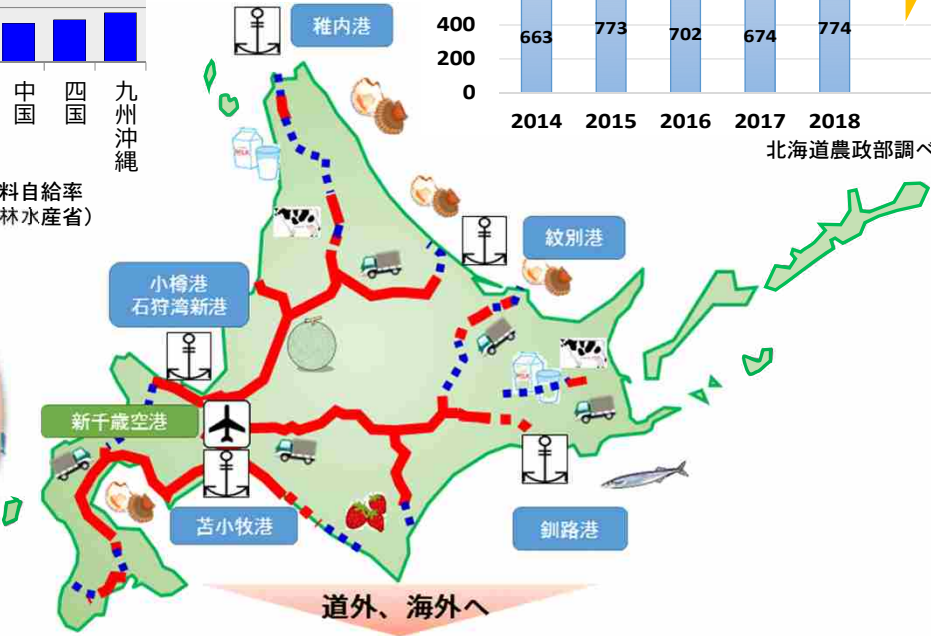 中国
四国
九州沖縄
料自給率
林水産省）
400
200
0
663
773
702
674
774
2014
2015
2016
2017
2018
北海道農政部調べ
稚内港
MILK
紋別港
小樽港
石狩湾新港
新千歳空港
MILK
苫小牧港
釧路港
道外、海外へ